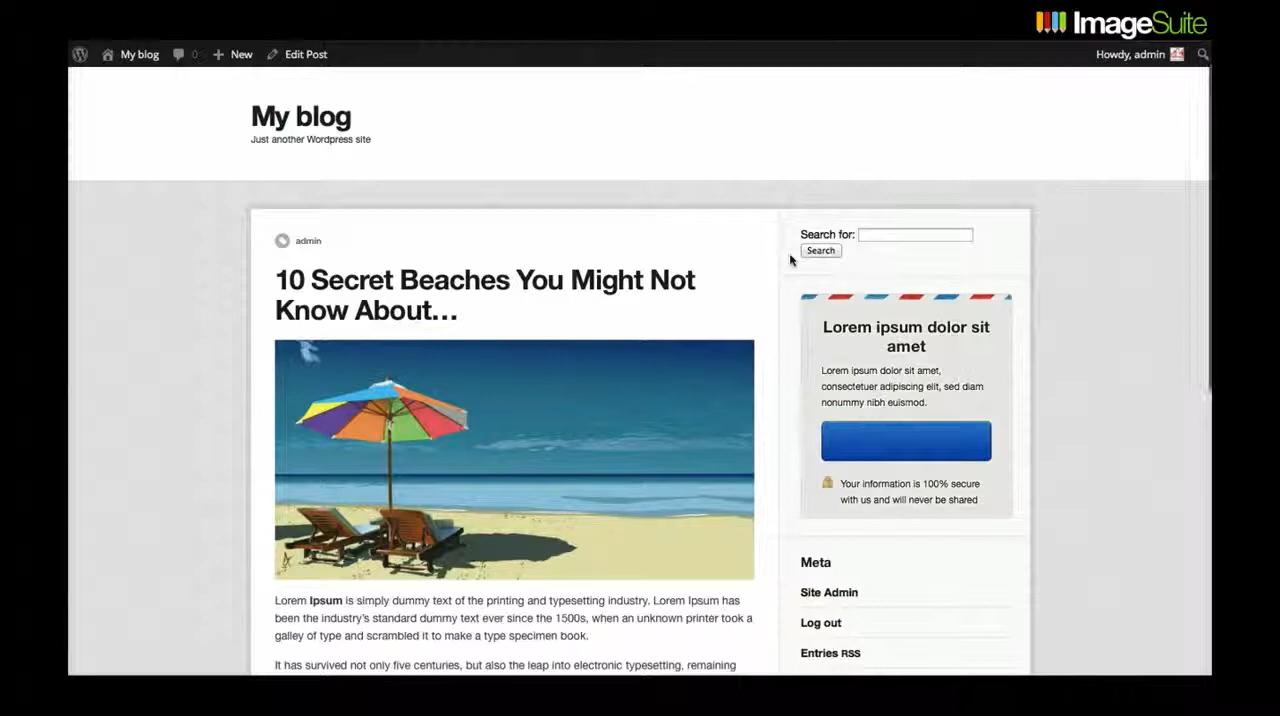 ImageSuite
My blog 0 New Edit Post Howdy, admin
My blog
Just another Wordpress site
admin
10 Secret Beaches You Might Not
Know About...
Lorem Ipsum is simply dummy text of the printing and typesetting industry. Lorem Ipsum has
been the industry's standard dummy text ever since the 1500s, when an unknown printer took a
galley of type and scrambled it to make a type specimen book.
It has survived not only five centuries, but also the leap into electronic typesetting, remaining
Search for:
Search
Lorem ipsum dolor sit
amet
Lorem ipsum dolor sit amet,
consectetuer adipiscing elit, sed diam
nonummy nibh euismod.
Your information is 100% secure
with us and will never be shared
Meta
Site Admin
Log out
Entries RSS